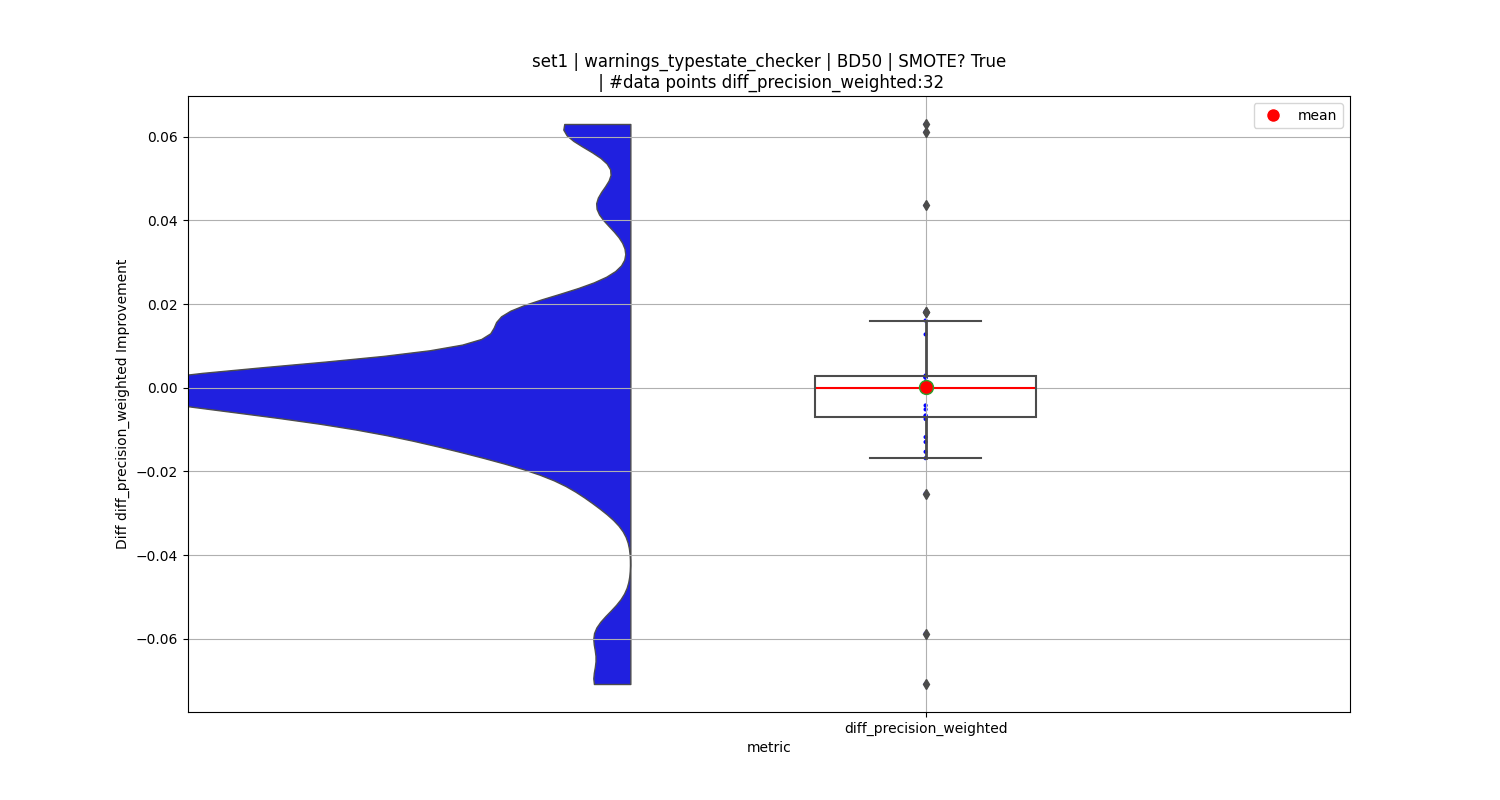 set1 | warnings_typestate_checker | BD50 | SMOTE? True
| #data points diff_precision_weighted:32
mean
0.06
0.04
0.02
0.00
−0.02
−0.04
−0.06
Diff diff_precision_weighted Improvement
diff_precision_weighted
metric